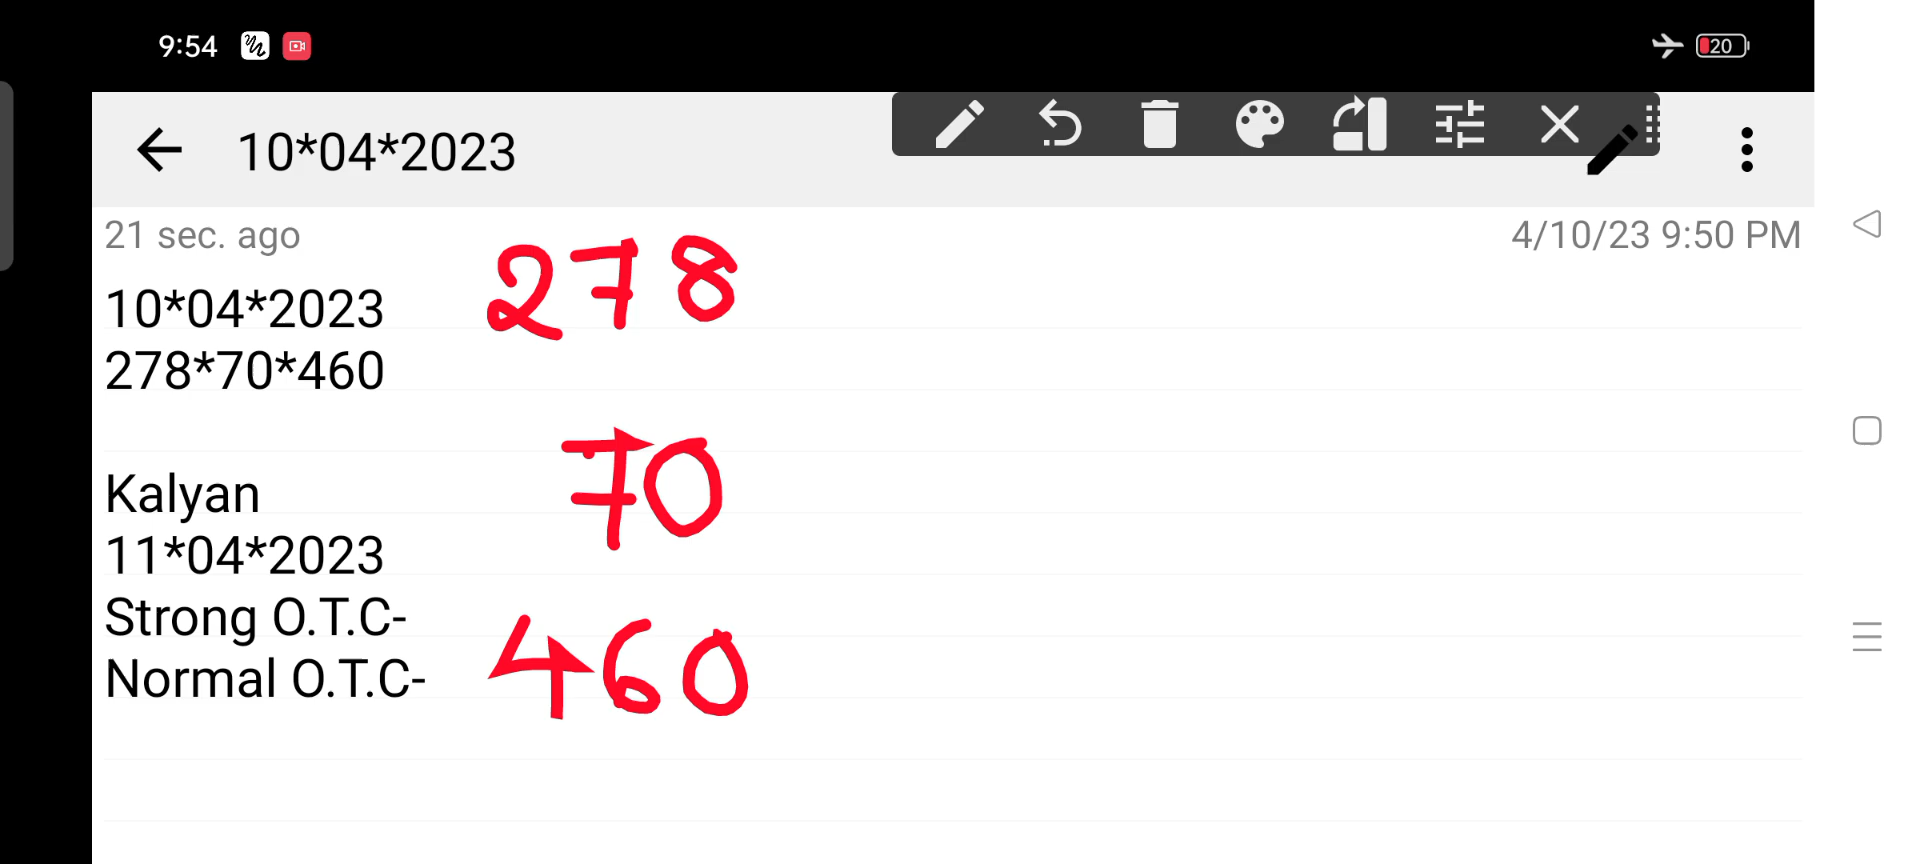 9:54
20
10*04*2023
21 sec. ago
4/10/23 9:50 PM
278
10*04*2023
278*70*460
70
Kalyan
11*04*2023
Strong O.T.C-
Normal O.T.C-
460